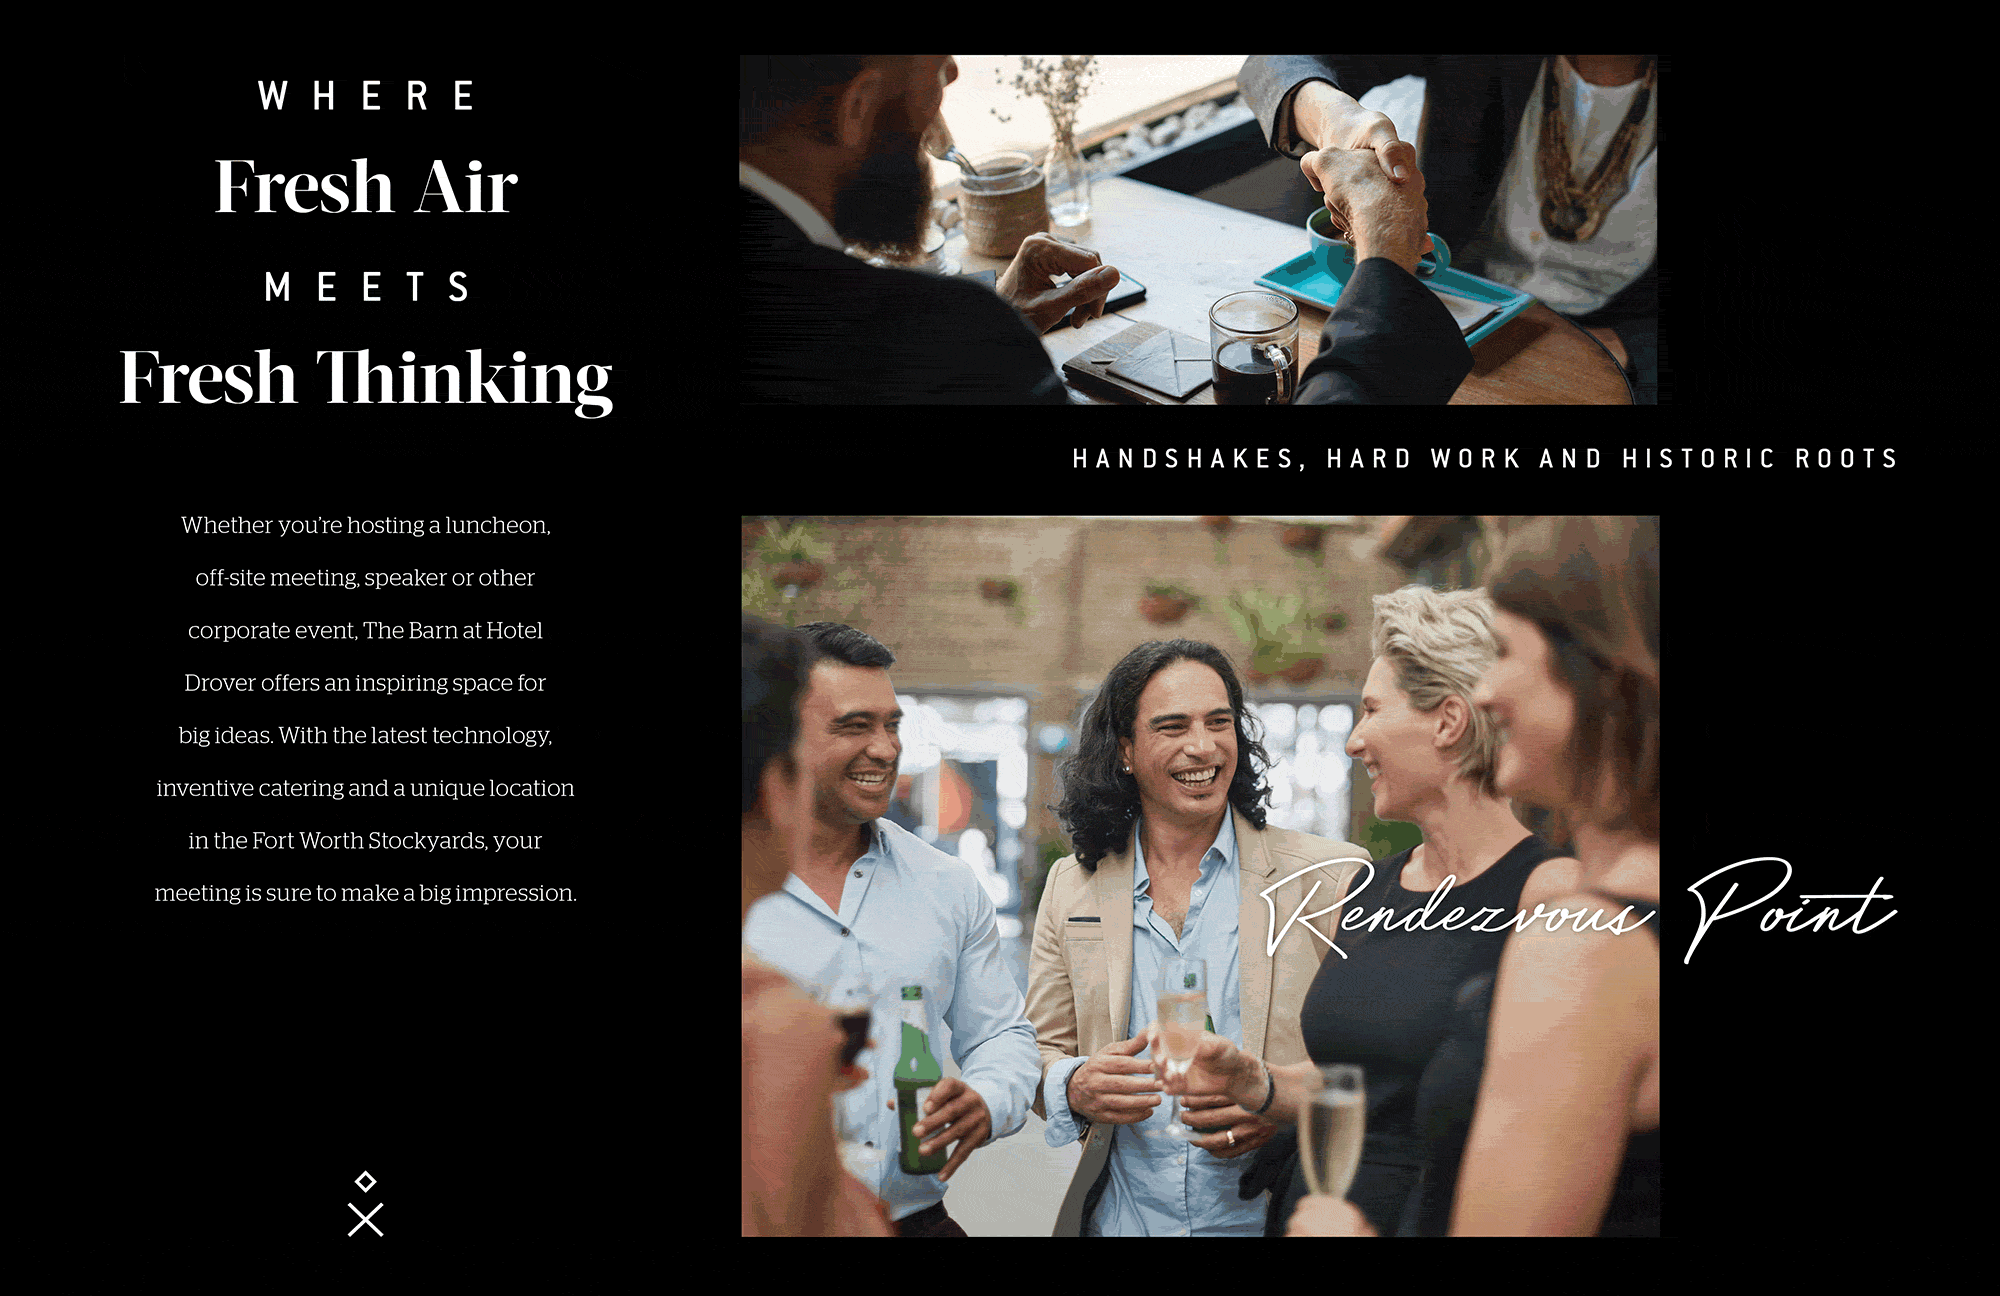 WHERE
Fresh Air
MEETS
Fresh Thinking
Whether you’re hosting a luncheon,
off-site meeting, speaker or other
corporate event, The Barn at Hotel
Drover offers an inspiring space for
big ideas. With the latest technology,
inventive catering and a unique location
in the Fort Worth Stockyards, your
meeting is sure to make a big impression.
HANDSHAKES, HARD WORK AND HISTORIC ROOTS
Rendezvous Point